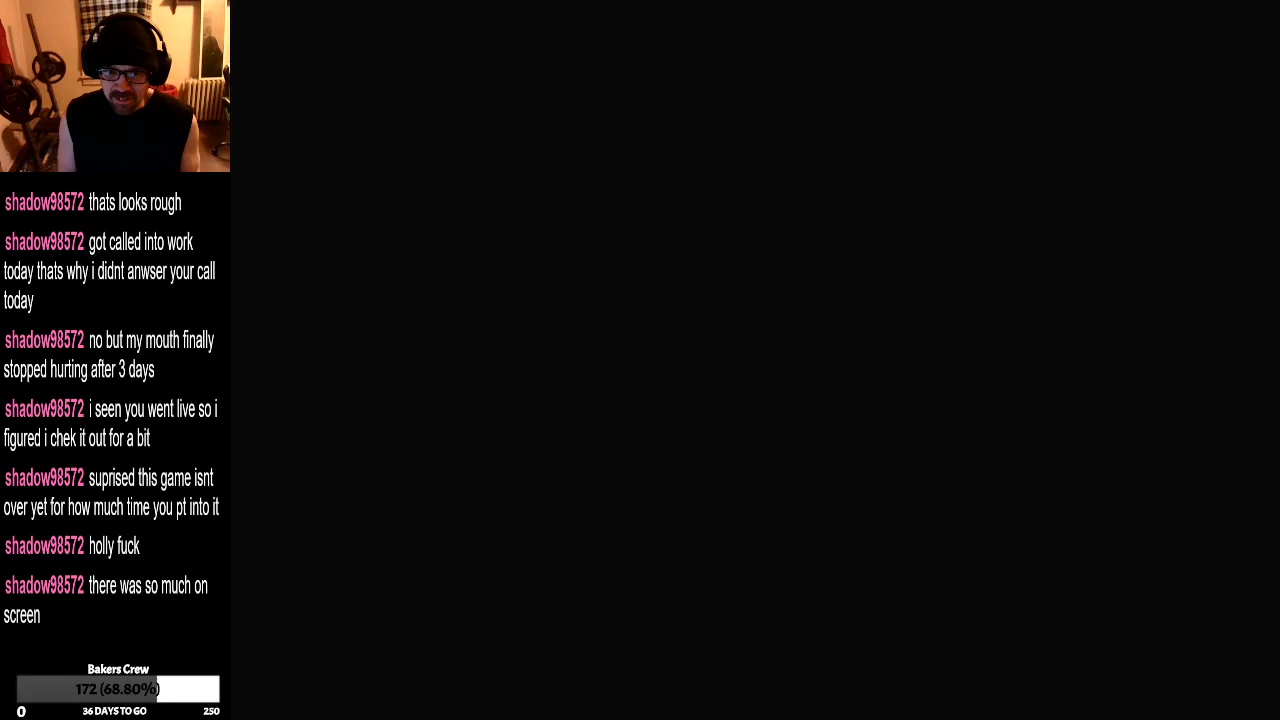 shadow98572 thats looks rough
shadow98572 got called into work
today thats why i didnt anwser your call
today
shadow98572 no but my mouth finally
stopped hurting after 3 days
shadow98572 i seen you went live so i
figured i chek it out for a bit
shadow98572 suprised this game isnt
over yet for how much time you pt into it
shadow98572 holly fuck
shadow98572 there was so much on
screen
Bakers Crew
172 (68.80%)
0 36 DAYS TO GO 250